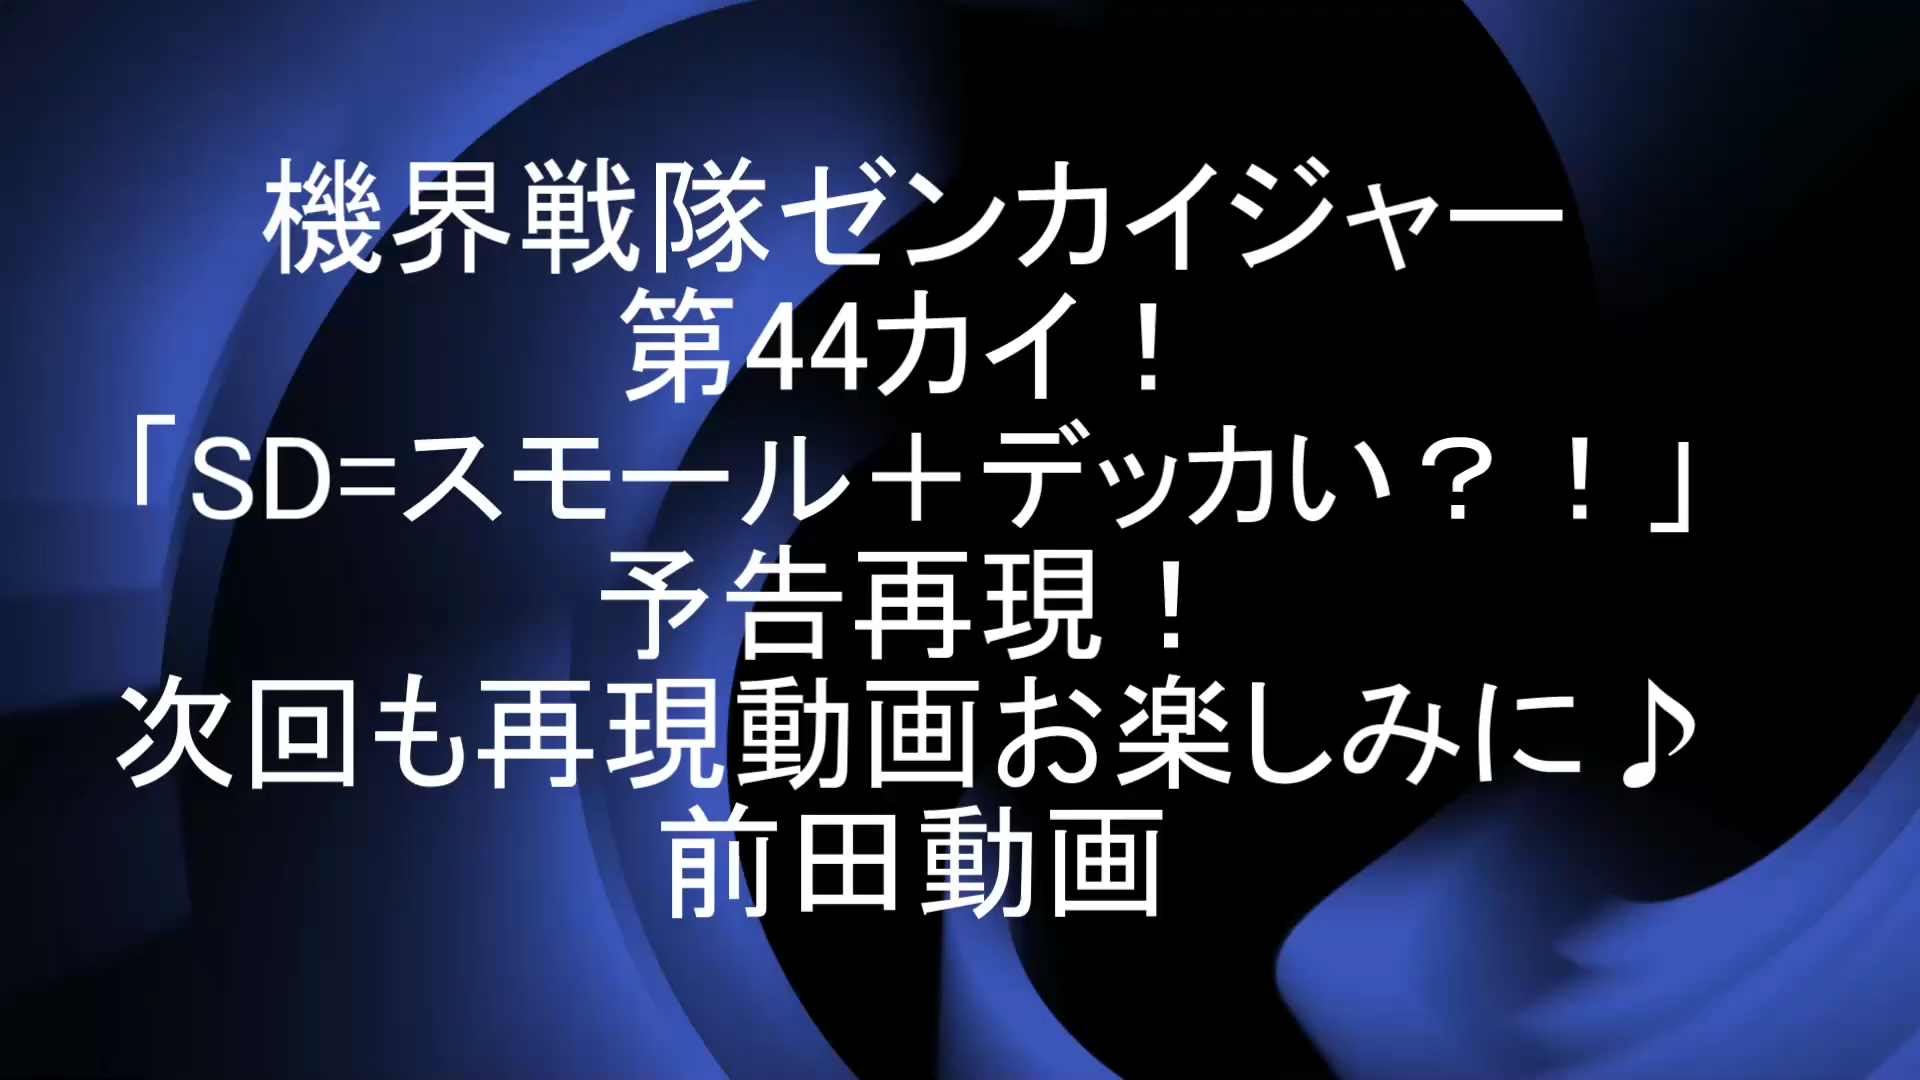 機界戦隊ゼンカイジャー
第44カイ！
「SD=スモール＋デッカい？！」
予告再現！
次回も再現動画お楽しみに♪
前田動画